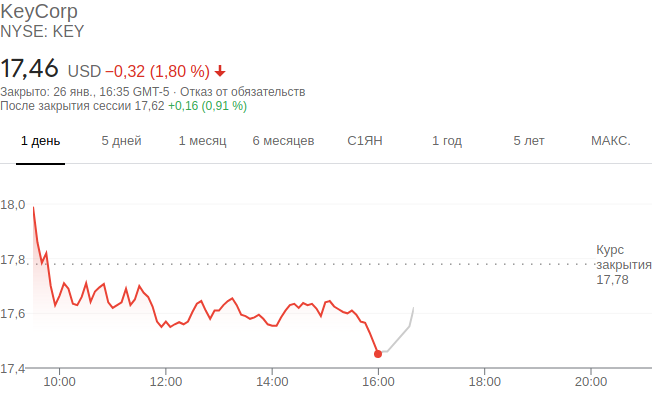 KeyCorp
NYSE: KEY
17,46 USD −0,32 (1,80 %)
Закрыто: 26 янв., 16:35 GMT-5 · Отказ от обязательств
После закрытия сессии 17,62 +0,16 (0,91 %)
1 день 5 дней 1 месяц 6 месяцев С1ЯН 1 год 5 лет МАКС.
18,0
17,8
17,6
17,4
Курс
закрытия
17,78
10:00 12:00 14:00 16:00 18:00 20:00